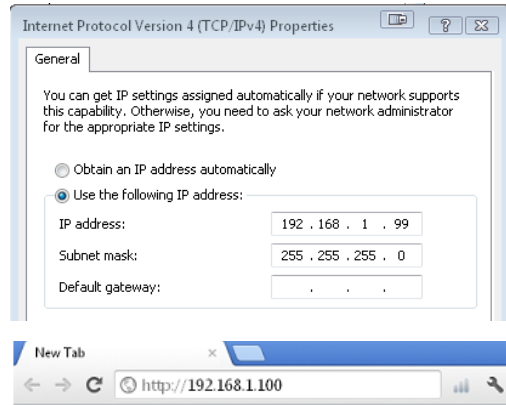 Internet Protocol Version 4 (TCP/IPv4) Properties
General
You can get IP settings assigned automatically if your network supports
this capability. Otherwise, you need to ask your network administrator
for the appropriate IP settings.
Obtain an IP address automatically
Use the following IP address:
IP address: 192 . 168 . 1 . 99
Subnet mask: 255 . 255 . 255 . 0
Default gateway: . . .
New Tab
http://192.168.1.100